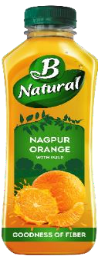 B
Natural
NAGPUR
ORANGE
WITH PULP
GOODNESS OF FIBER